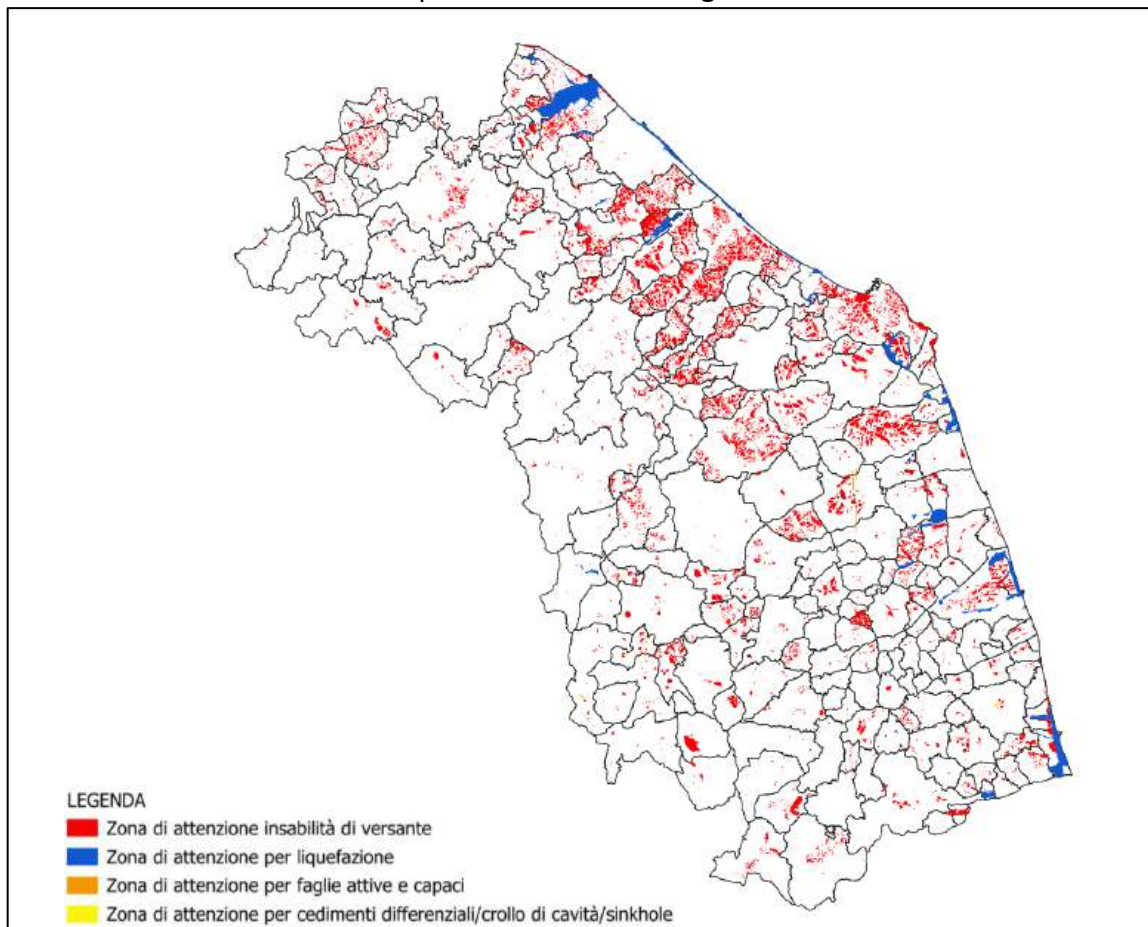 LEGENDA
Zona di attenzione insabilità di versante
Zona di attenzione per liquefazione
Zona di attenzione per faglie attive e capaci
Zona di attenzione per cedimenti differenziali/crollo di cavità/sinkhole